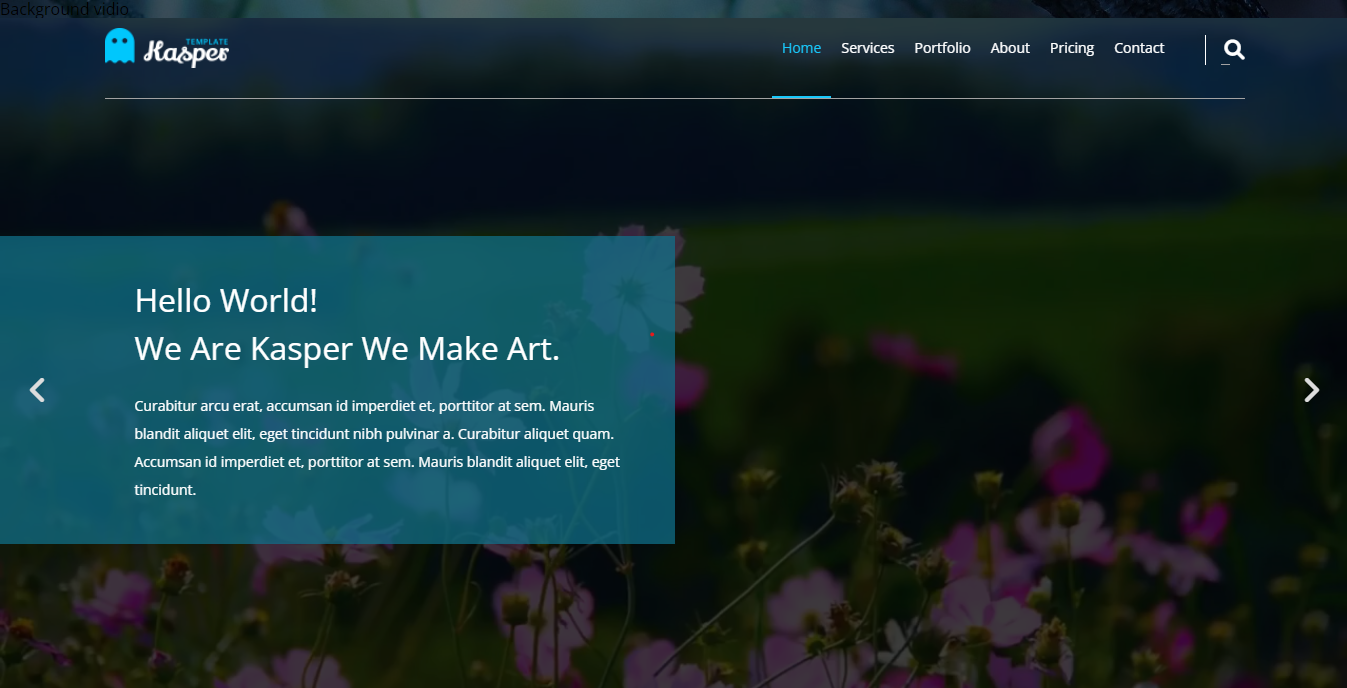 Background vidio
TEMPLATE
Kasper
Home Services Portfolio About Pricing Contact
Hello World!
We Are Kasper We Make Art.
Curabitur arcu erat, accumsan id imperdiet et, porttitor at sem. Mauris
blandit aliquet elit, eget tincidunt nibh pulvinar a. Curabitur aliquet quam.
Accumsan id imperdiet et, porttitor at sem. Mauris blandit aliquet elit, eget
tincidunt.